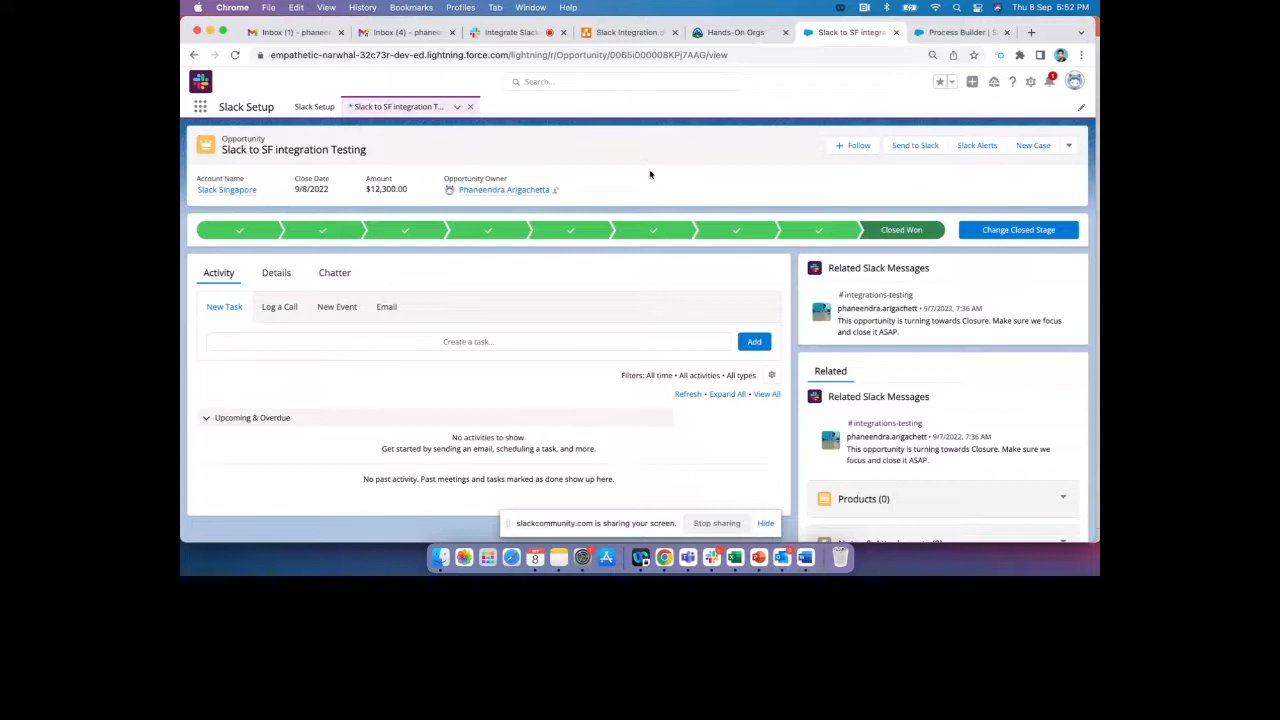 Chrome File Edit View History Bookmarks Profiles Tab Window Help Thu 8 Sep 5:52 PM
Inbox (1) - phanee Inbox (4) - phanee Integrate Slack Slack Integration.d Hands-On Orgs Slack to SF integra Process Builder | S
empathetic-narwhal-32c73r-dev-ed.lightning.force.com/lightning/r/Opportunity/0065i000008KPj7AAG/view
Search...
1
Slack Setup Slack Setup * Slack to SF integration T...
Opportunity
Slack to SF integration Testing
+ Follow Send to Slack Slack Alerts New Case
Account Name Close Date Amount Opportunity Owner
Slack Singapore 9/8/2022 $12,300.00 Phaneendra Arigachetta
Closed Won Change Closed Stage
Activity Details Chatter
New Task Log a Call New Event Email
Create a task... Add
Filters: All time • All activities • All types
Refresh • Expand All • View All
Upcoming & Overdue
No activities to show.
Get started by sending an email, scheduling a task, and more.
No past activity. Past meetings and tasks marked as done show up here.
Related Slack Messages
# integrations-testing
phaneendra.arigachett • 9/7/2022, 7:36 AM
This opportunity is turning towards Closure. Make sure we focus
and close it ASAP.
Related
Related Slack Messages
# integrations-testing
phaneendra.arigachett • 9/7/2022, 7:36 AM
This opportunity is turning towards Closure. Make sure we
focus and close it ASAP.
Products (0)
slackcommunity.com is sharing your screen. Stop sharing Hide
8